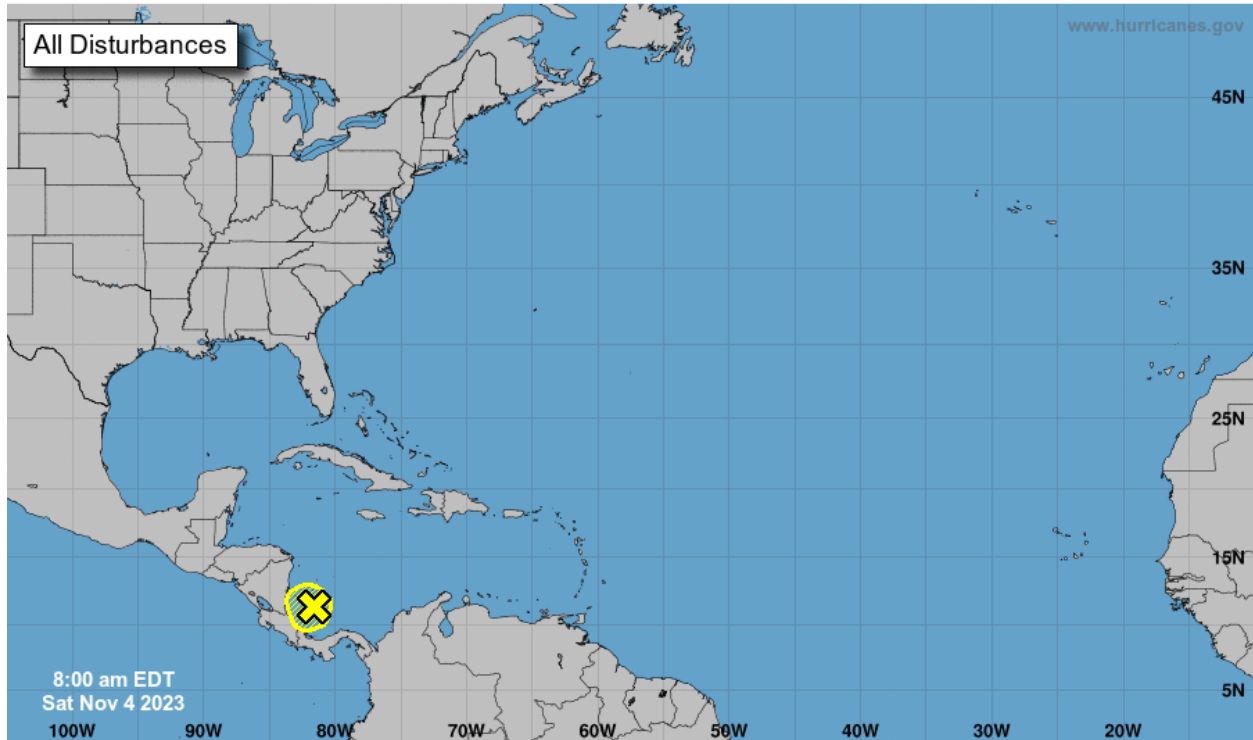 All Disturbances
www.hurricanes.gov
45N
35N
25N
15N
8:00 am EDT
Sat Nov 4 2023
5N
100W 90W 80W 70W 60W 50W 40W 30W 20W